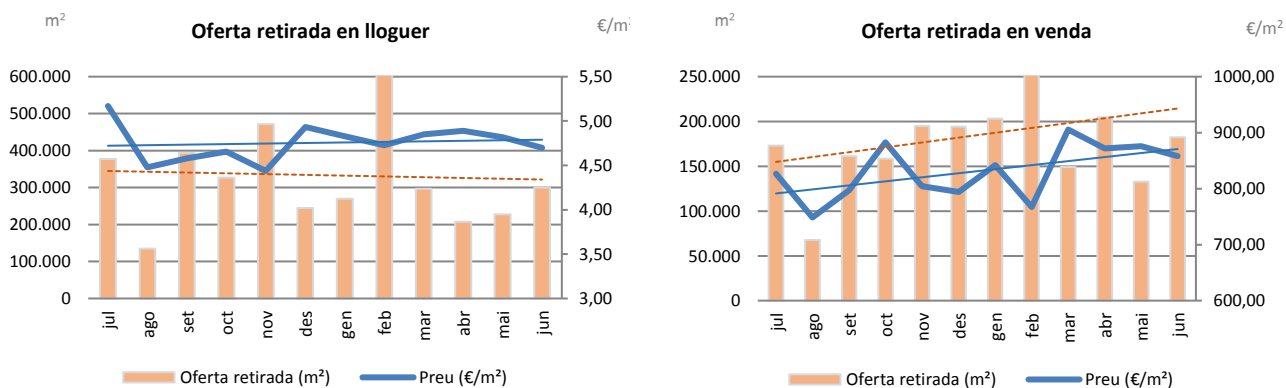 m²
Oferta retirada en lloguer
€/m²
600.000
500.000
400.000
300.000
200.000
100.000
0
5,50
5,00
4,50
4,00
3,50
3,00
jul ago set oct nov des gen feb mar abr mai jun
Oferta retirada (m²) Preu (€/m²)
m²
Oferta retirada en venda
€/m²
250.000
200.000
150.000
100.000
50.000
0
1000,00
900,00
800,00
700,00
600,00
jul ago set oct nov des gen feb mar abr mai jun
Oferta retirada (m²) Preu (€/m²)